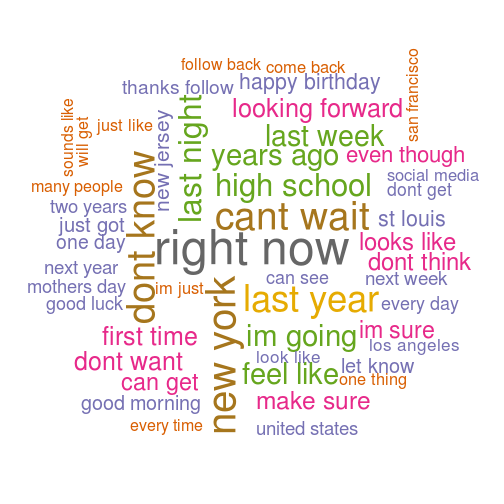 follow back
come back
san francisco
thanks follow
happy birthday
sounds like
will get
just like
new jersey
last night
looking forward
last week
years ago
even though
many people
dont know
high school
social media
dont get
two years
just got
one day
cant wait
st louis
right now
looks like
dont think
next year
mothers day
good luck
im just
can see
next week
new york
last year
every day
first time
im going
im sure
los angeles
dont want
look like
can get
feel like
let know
one thing
good morning
make sure
every time
united states